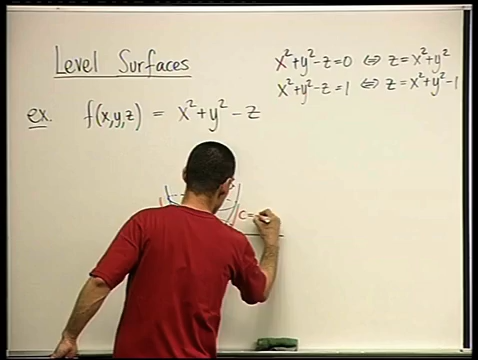 Level Surfaces
x²+y²-z=0 ⇔ z=x²+y²
x²+y²-z=1 ⇔ z=x²+y²-1
ex. f(x,y,z) = x²+y²-z
C=